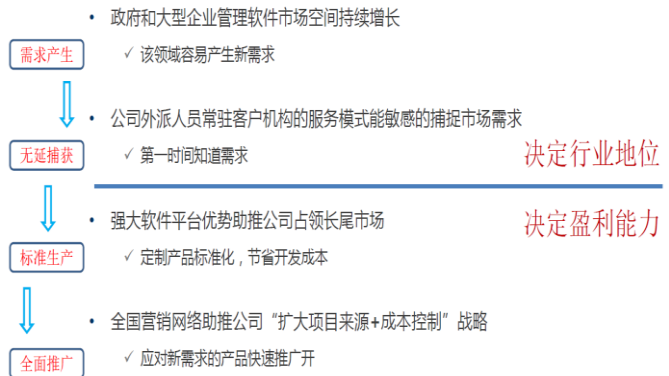 • 政府和大型企业管理软件市场空间持续增长
需求产生
✓ 该领域容易产生新需求
• 公司外派人员常驻客户机构的服务模式能敏感的捕捉市场需求
无延捕获
✓ 第一时间知道需求
决定行业地位
• 强大软件平台优势助推公司占领长尾市场
决定盈利能力
标准生产
✓ 定制产品标准化，节省开发成本
• 全国营销网络助推公司“扩大项目来源+成本控制”战略
全面推广
✓ 应对新需求的产品快速推广开